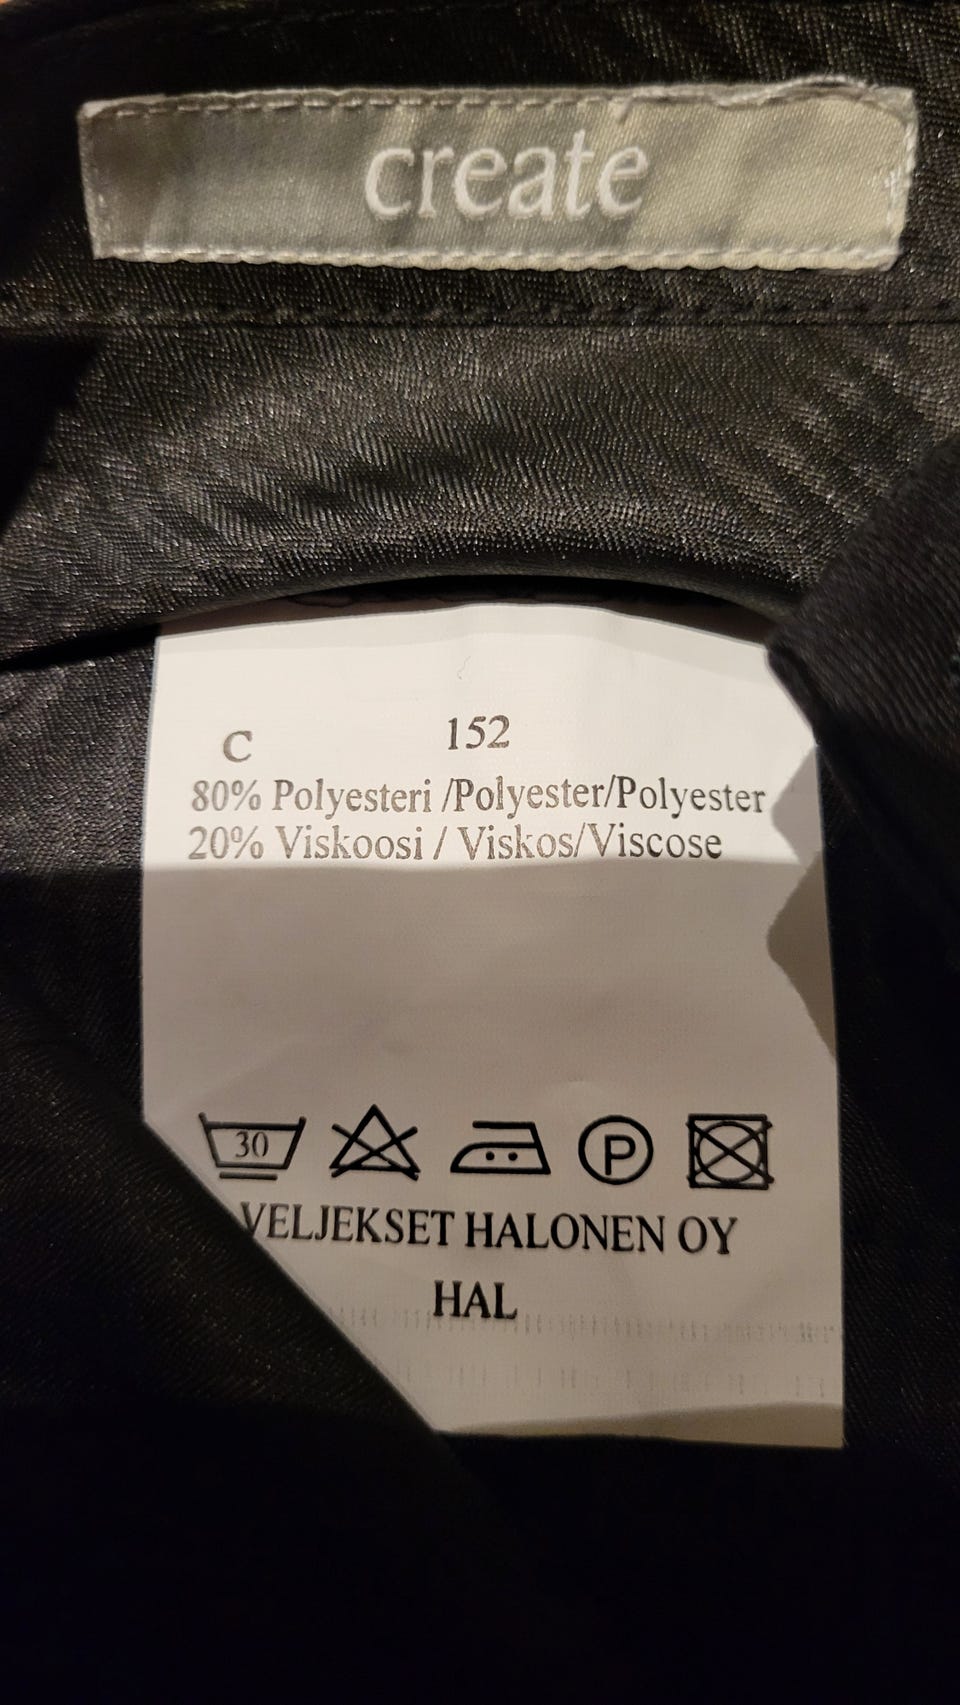 create
C 152
80% Polyesteri /Polyester/Polyester
20% Viskoosi / Viskos/Viscose
30 P
VELJEKSET HALONEN OY
HAL